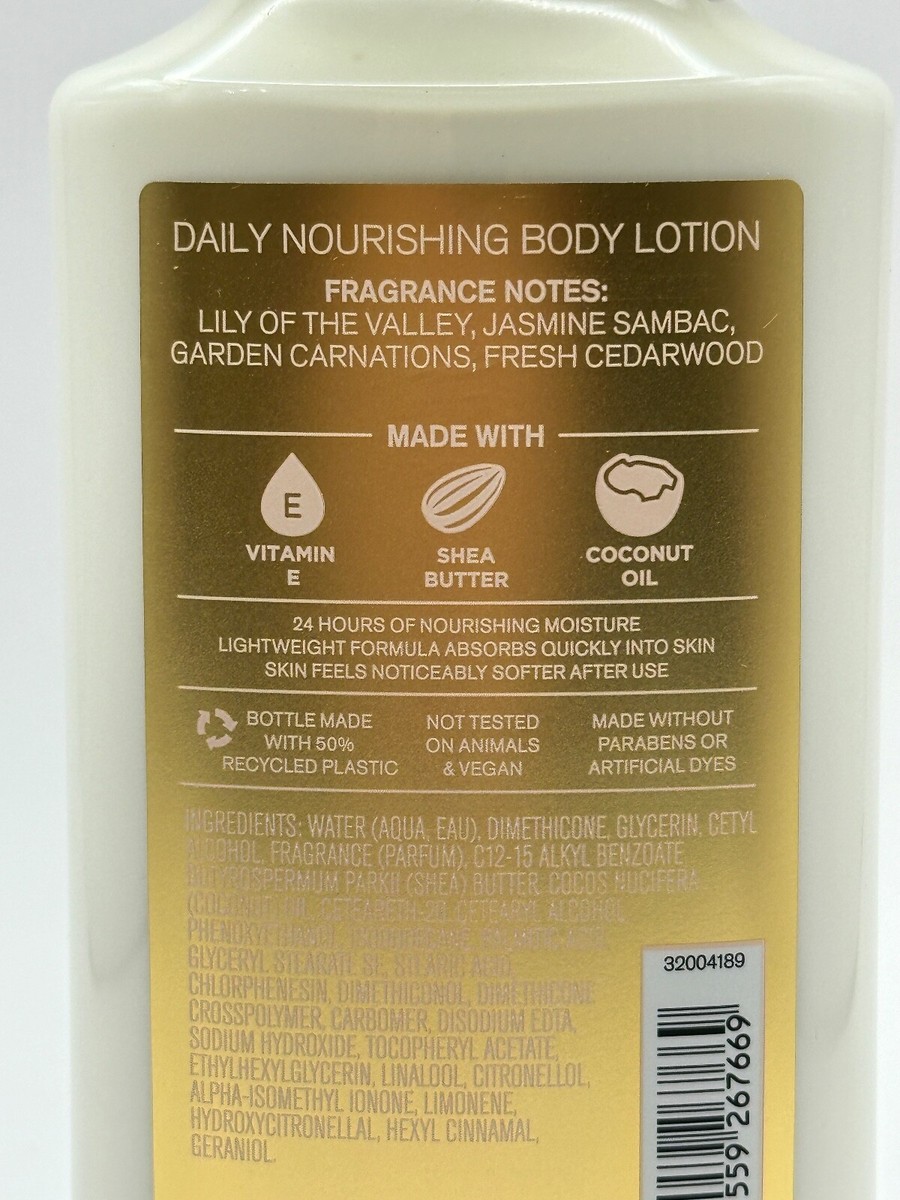 DAILY NOURISHING BODY LOTION
FRAGRANCE NOTES:
LILY OF THE VALLEY, JASMINE SAMBAC,
GARDEN CARNATIONS, FRESH CEDARWOOD
MADE WITH
E
VITAMIN
E
SHEA
BUTTER
COCONUT
OIL
24 HOURS OF NOURISHING MOISTURE
LIGHTWEIGHT FORMULA ABSORBS QUICKLY INTO SKIN
SKIN FEELS NOTICEABLY SOFTER AFTER USE
BOTTLE MADE
WITH 50%
RECYCLED PLASTIC
NOT TESTED
ON ANIMALS
& VEGAN
MADE WITHOUT
PARABENS OR
ARTIFICIAL DYES
INGREDIENTS: WATER (AQUA, EAU), DIMETHICONE, GLYCERIN, CETYL
ALCOHOL, FRAGRANCE (PARFUM), C12-15 ALKYL BENZOATE,
BUTYROSPERMUM PARKII (SHEA) BUTTER, COCOS NUCIFERA
(COCONUT) OIL, CETEARETH-20, CETEARYL ALCOHOL,
PHENOXYETHANOL,
GLYCERYL STEARATE SE, STEARIC ACID,
CHLORPHENESIN, DIMETHICONOL, DIMETHICONE
CROSSPOLYMER, CARBOMER, DISODIUM EDTA,
SODIUM HYDROXIDE, TOCOPHERYL ACETATE,
ETHYLHEXYLGLYCERIN, LINALOOL, CITRONELLOL,
ALPHA-ISOMETHYL IONONE, LIMONENE,
HYDROXYCITRONELLAL, HEXYL CINNAMAL,
GERANIOL.
32004189
559 267669